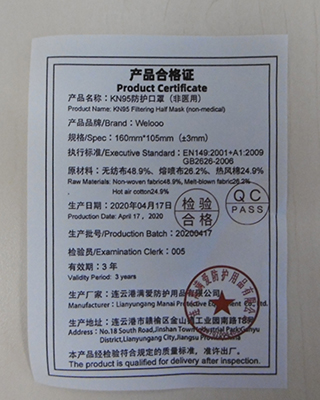 产品合格证
Product Certificate
产品名称：KN95防护口罩（非医用）
Product Name: KN95 Filtering Half Mask (non-medical)
产品品牌/Brand：Welooo
规格/Spec：160mm*105mm（±3mm）
执行标准/Executive Standard：EN149:2001+A1:2009
GB2626-2006
原材料：无纺布48.9%、熔喷布26.2%、热风棉24.9%
Raw Materials: Non-woven fabric48.9%, Melt-blown fabric26.2%
Hot air cotton24.9%
生产日期：2020年04月17日
Production Date: April 17，2020
检验
合格
QC
PASS
生产批号/Production Batch：20200417
检验员/Examination Clerk：005
有效期：3 年
Validity Period: 3 years
生产厂家：连云港满爱防护用品有限公司
Manufacturer：Lianyungang Manai Protective Equipment Co., Ltd.
生产地址：连云港市赣榆区金山镇工业园南路18号
Address：No.18 South Road,Jinshan Town Industrial Park,Ganyu
District,Lianyungang City,Jiangsu Province,China
本产品经检验符合规定的质量标准，准许出厂。
The product is qualified for delivery after inspection.